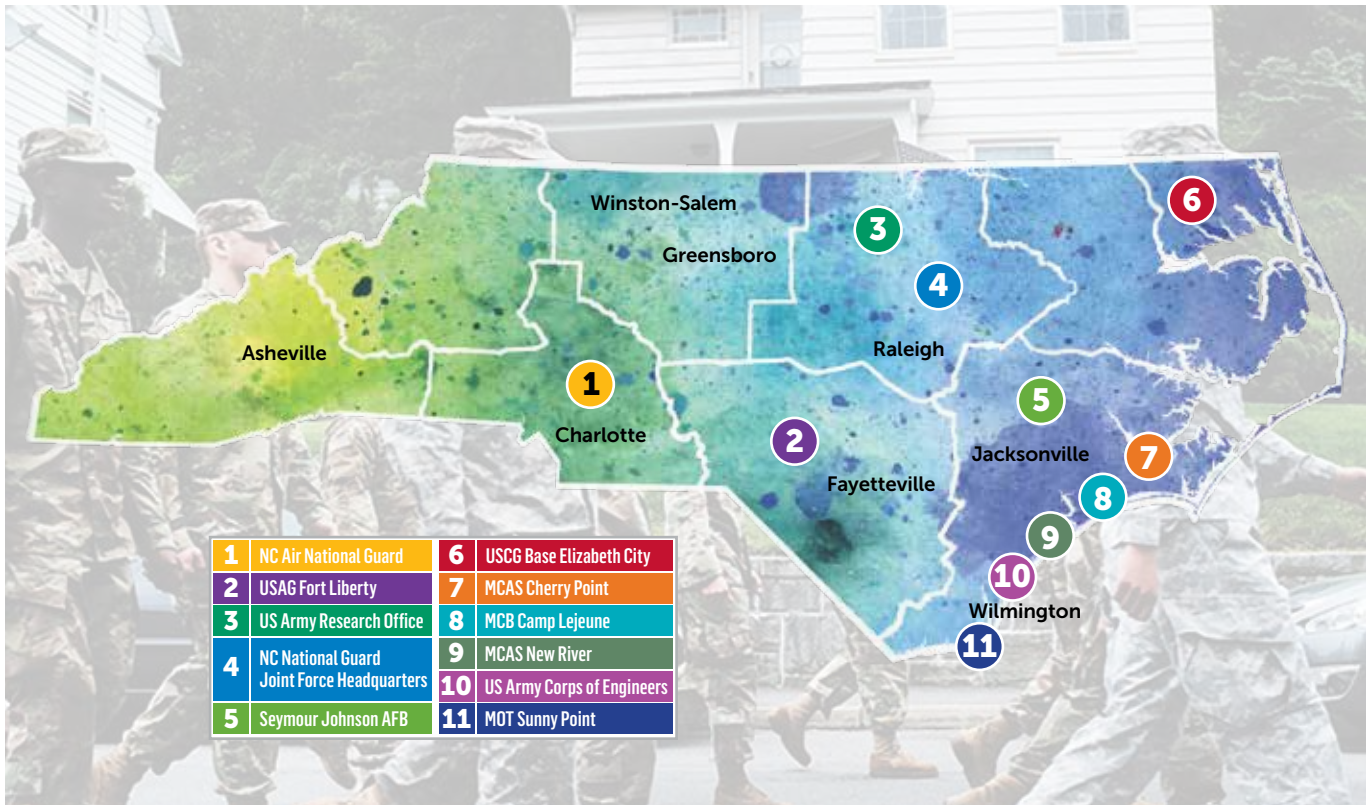 6
Winston-Salem
3
Greensboro
4
Raleigh
Asheville
1
5
Charlotte
2
Jacksonville
7
Fayetteville
8
9
10
Wilmington
11
1 NC Air National Guard
2 USAG Fort Liberty
3 US Army Research Office
4 NC National Guard
Joint Force Headquarters
5 Seymour Johnson AFB
6 USCG Base Elizabeth City
7 MCAS Cherry Point
8 MCB Camp Lejeune
9 MCAS New River
10 US Army Corps of Engineers
11 MOT Sunny Point